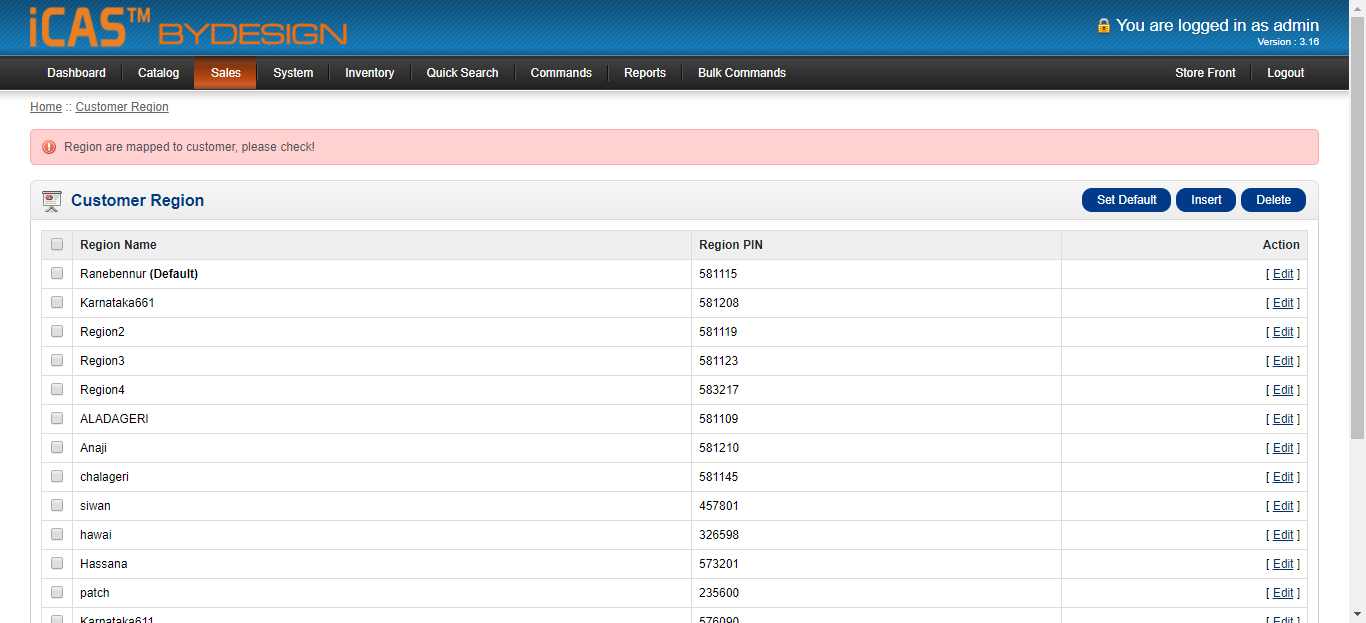 iCAS™ BYDESIGN
You are logged in as admin
Version : 3.16
Dashboard Catalog Sales System Inventory Quick Search Commands Reports Bulk Commands Store Front Logout
Home :: Customer Region
Region are mapped to customer, please check!
Customer Region Set Default Insert Delete
Region Name Region PIN Action
Ranebennur (Default) 581115 [ Edit ]
Karnataka661 581208 [ Edit ]
Region2 581119 [ Edit ]
Region3 581123 [ Edit ]
Region4 583217 [ Edit ]
ALADAGERI 581109 [ Edit ]
Anaji 581210 [ Edit ]
chalageri 581145 [ Edit ]
siwan 457801 [ Edit ]
hawai 326598 [ Edit ]
Hassana 573201 [ Edit ]
patch 235600 [ Edit ]
Karnataka611 576090 [ Edit ]